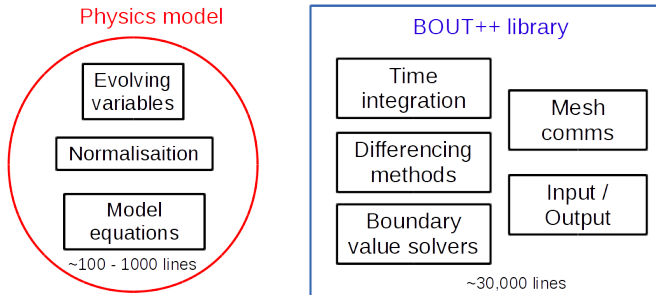 Physics model
Evolving
variables
Normalisaition
Model
equations
~100 - 1000 lines
BOUT++ library
Time
integration
Differencing
methods
Boundary
value solvers
Mesh
comms
Input /
Output
~30,000 lines